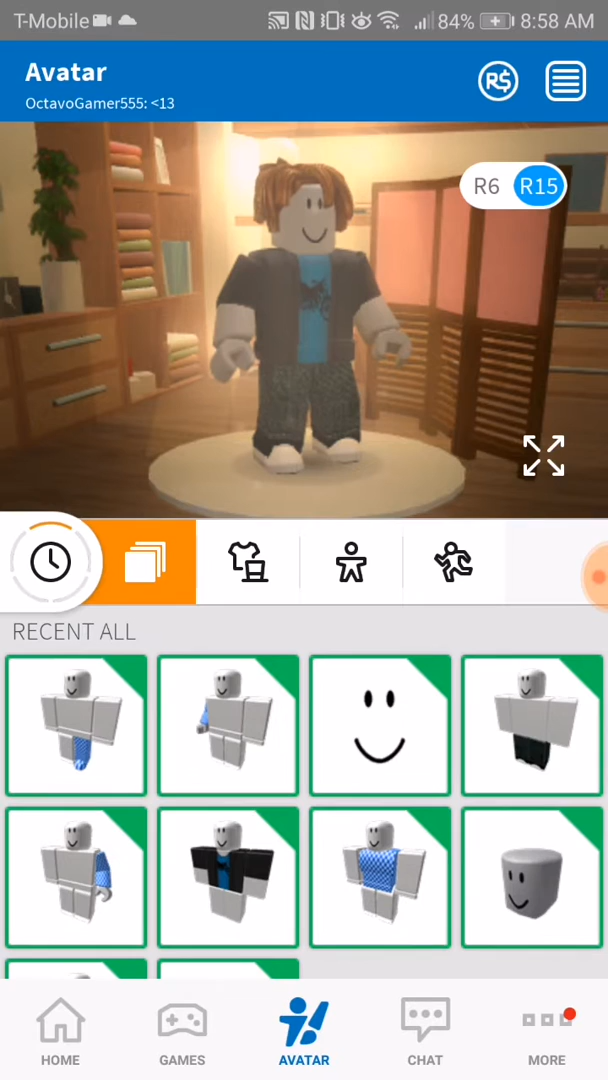 T-Mobile 84% 8:58 AM
Avatar
OctavoGamer555: <13
R$
R6 R15
RECENT ALL
HOME GAMES AVATAR CHAT MORE